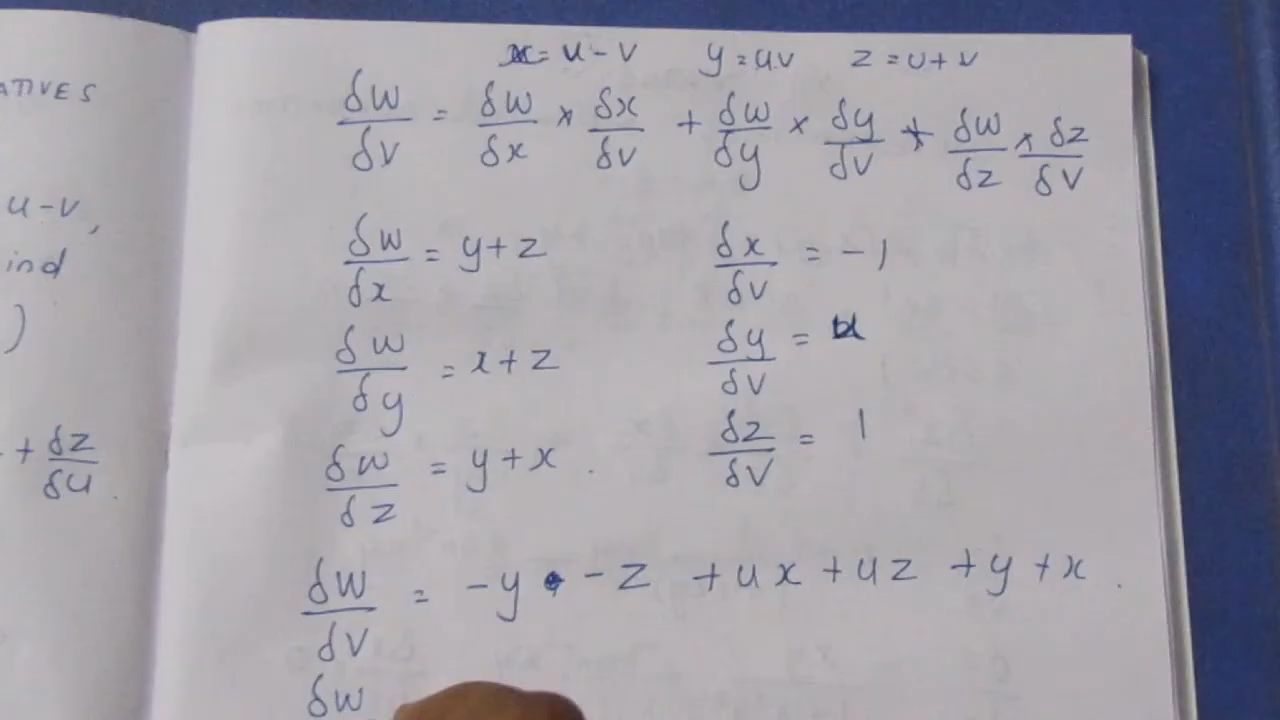 ATIVES
u-v,
ind
)
+ δz/δu
x = u - v y = uv z = u + v
δw/δv = δw/δx × δx/δv + δw/δy × δy/δv + δw/δz × δz/δv
δw/δx = y + z δx/δv = -1
δw/δy = x + z δy/δv = u
δw/δz = y + x . δz/δv = 1
δw/δv = -y - z + ux + uz + y + x .
δw